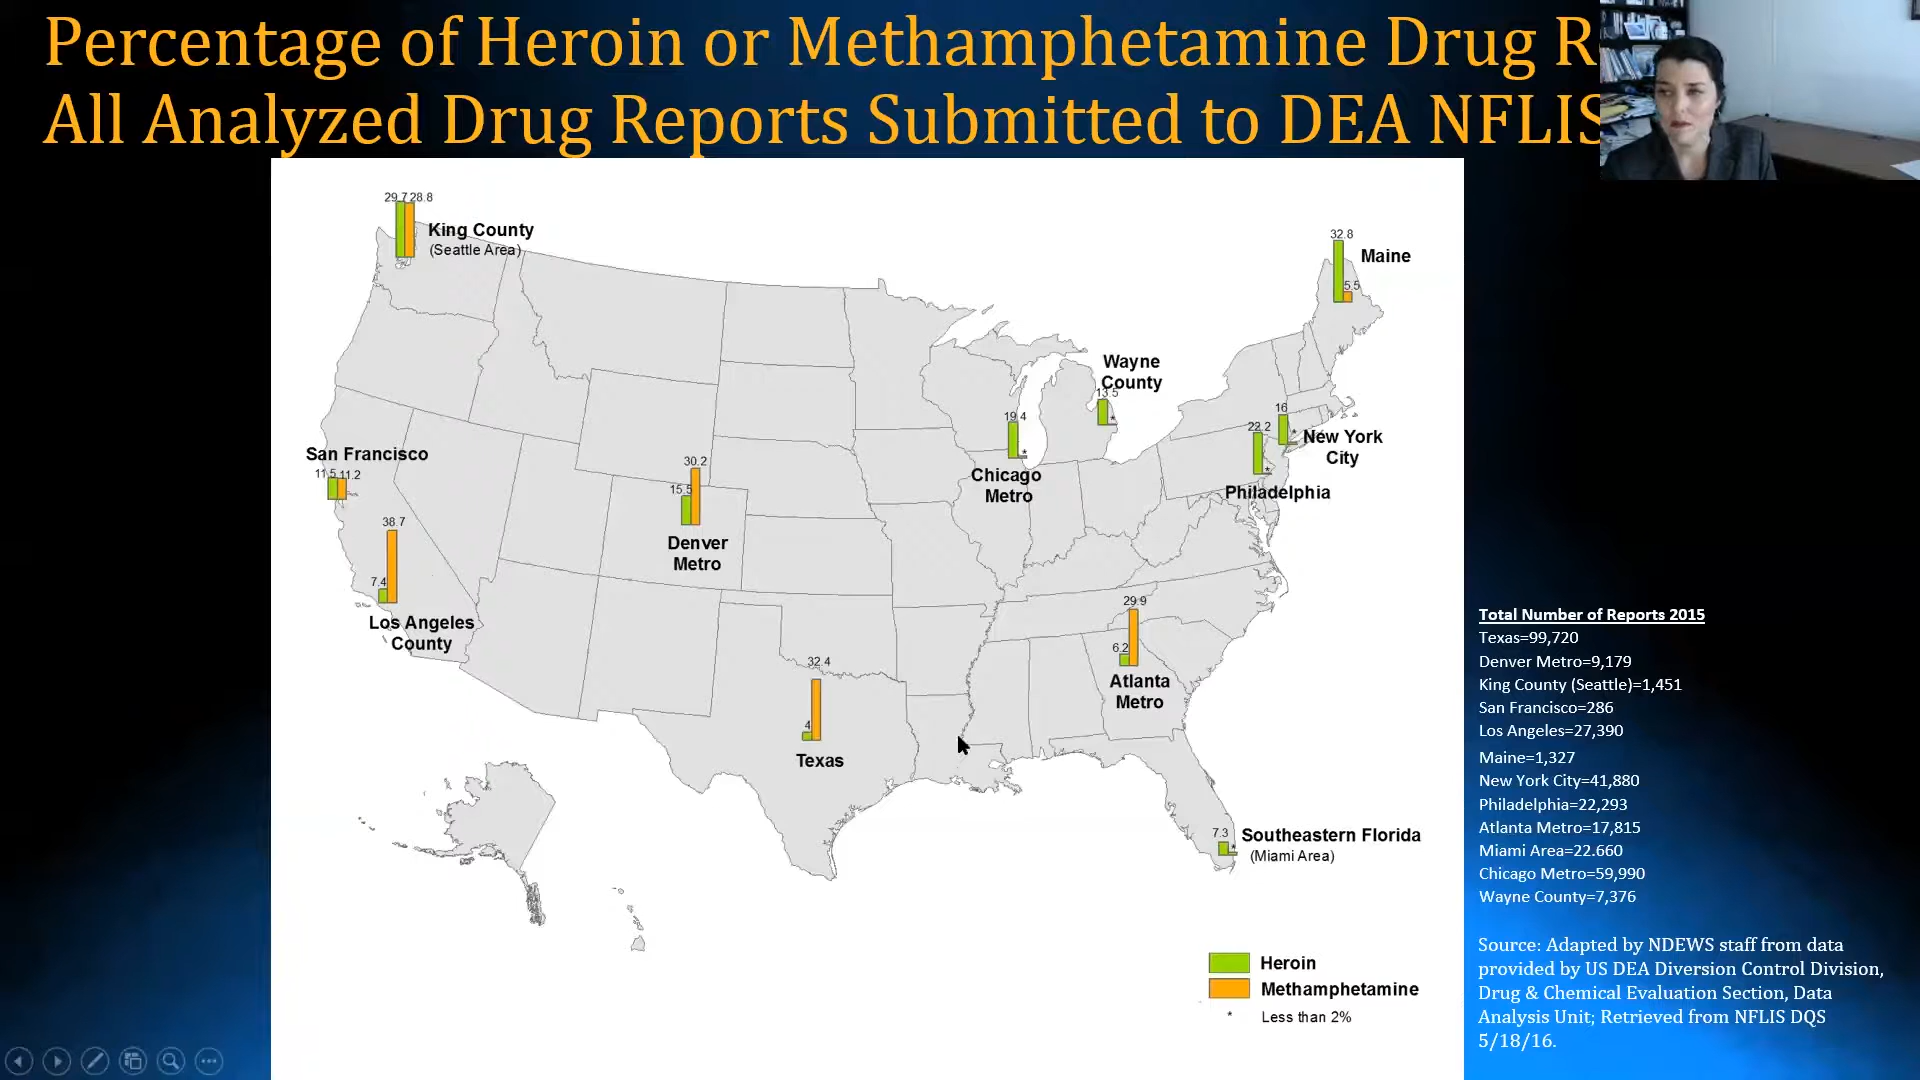 Percentage of Heroin or Methamphetamine Drug
All Analyzed Drug Reports Submitted to DEA NFLIS
29.7 28.8
King County
(Seattle Area)
32.8
Maine
5.5
Wayne
County
13.5
*
19.4
*
Chicago
Metro
16
*
New York
City
22.2
*
Philadelphia
San Francisco
11.5 11.2
30.2
15.5
Denver
Metro
38.7
7.4
Los Angeles
County
29.9
6.2
Atlanta
Metro
32.4
4
Texas
7.3
*
Southeastern Florida
(Miami Area)
Heroin
Methamphetamine
* Less than 2%
Total Number of Reports 2015
Texas=99,720
Denver Metro=9,179
King County (Seattle)=1,451
San Francisco=286
Los Angeles=27,390
Maine=1,327
New York City=41,880
Philadelphia=22,293
Atlanta Metro=17,815
Miami Area=22.660
Chicago Metro=59,990
Wayne County=7,376
Source: Adapted by NDEWS staff from data
provided by US DEA Diversion Control Division,
Drug & Chemical Evaluation Section, Data
Analysis Unit; Retrieved from NFLIS DQS
5/18/16.